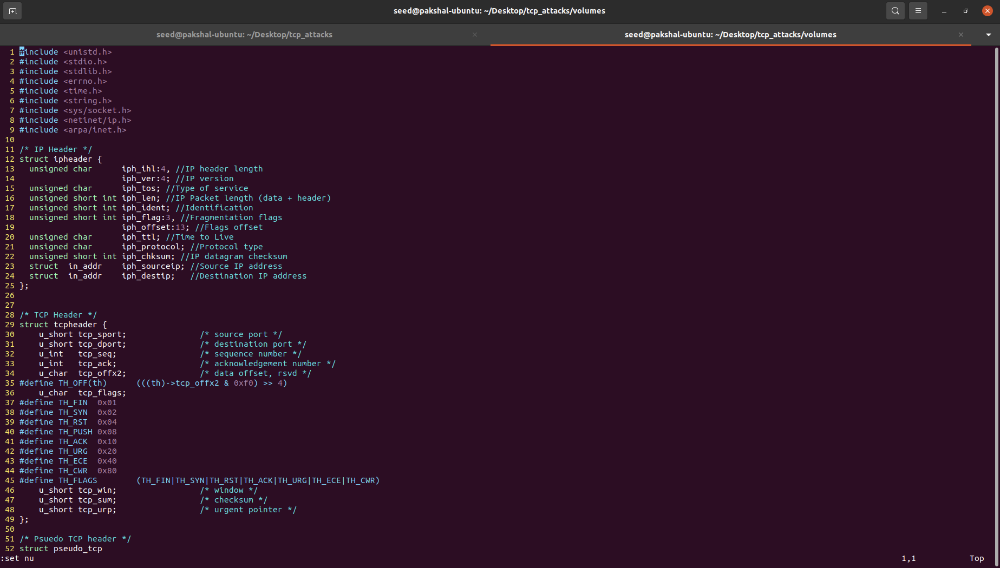 seed@pakshal-ubuntu: ~/Desktop/tcp_attacks/volumes
seed@pakshal-ubuntu: ~/Desktop/tcp_attacks
seed@pakshal-ubuntu: ~/Desktop/tcp_attacks/volumes
1 #include <unistd.h>
2 #include <stdio.h>
3 #include <stdlib.h>
4 #include <errno.h>
5 #include <time.h>
6 #include <string.h>
7 #include <sys/socket.h>
8 #include <netinet/ip.h>
9 #include <arpa/inet.h>
10
11 /* IP Header */
12 struct ipheader {
13   unsigned char      iph_ihl:4, //IP header length
14                      iph_ver:4; //IP version
15   unsigned char      iph_tos; //Type of service
16   unsigned short int iph_len; //IP Packet length (data + header)
17   unsigned short int iph_ident; //Identification
18   unsigned short int iph_flag:3, //Fragmentation flags
19                      iph_offset:13; //Flags offset
20   unsigned char      iph_ttl; //Time to Live
21   unsigned char      iph_protocol; //Protocol type
22   unsigned short int iph_chksum; //IP datagram checksum
23   struct  in_addr    iph_sourceip; //Source IP address
24   struct  in_addr    iph_destip;   //Destination IP address
25 };
26
27
28 /* TCP Header */
29 struct tcpheader {
30     u_short tcp_sport;               /* source port */
31     u_short tcp_dport;               /* destination port */
32     u_int   tcp_seq;                 /* sequence number */
33     u_int   tcp_ack;                 /* acknowledgement number */
34     u_char  tcp_offx2;               /* data offset, rsvd */
35 #define TH_OFF(th)      (((th)->tcp_offx2 & 0xf0) >> 4)
36     u_char  tcp_flags;
37 #define TH_FIN  0x01
38 #define TH_SYN  0x02
39 #define TH_RST  0x04
40 #define TH_PUSH 0x08
41 #define TH_ACK  0x10
42 #define TH_URG  0x20
43 #define TH_ECE  0x40
44 #define TH_CWR  0x80
45 #define TH_FLAGS        (TH_FIN|TH_SYN|TH_RST|TH_ACK|TH_URG|TH_ECE|TH_CWR)
46     u_short tcp_win;                 /* window */
47     u_short tcp_sum;                 /* checksum */
48     u_short tcp_urp;                 /* urgent pointer */
49 };
50
51 /* Psuedo TCP header */
52 struct pseudo_tcp
:set nu 1,1 Top